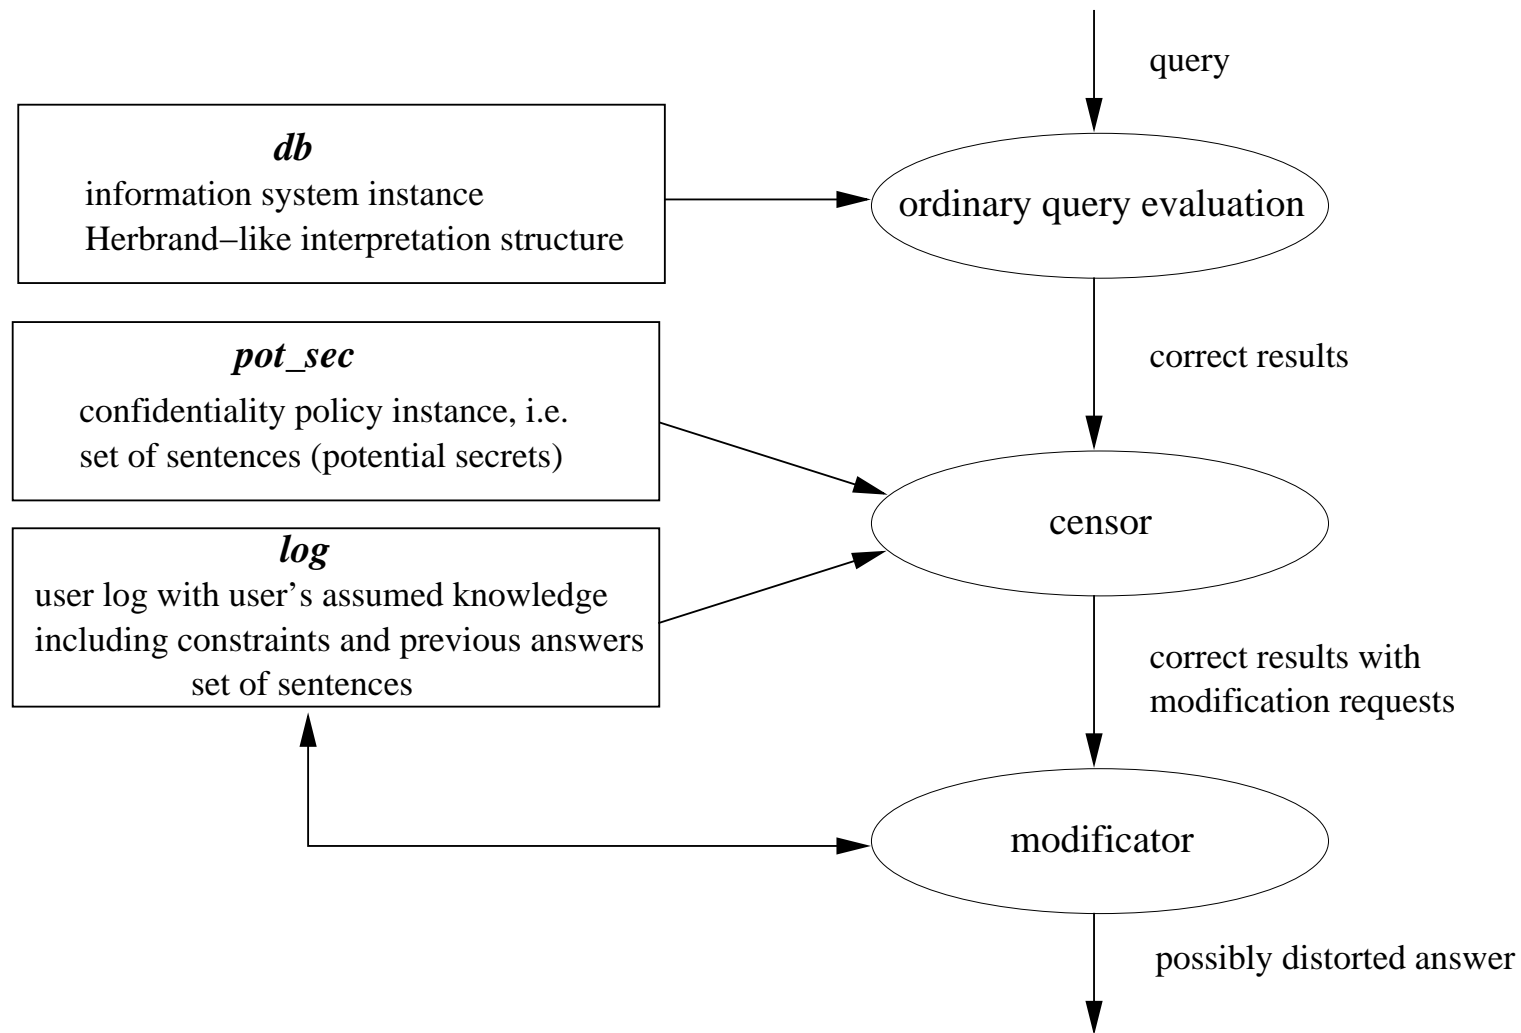 query
db
information system instance
Herbrand−like interpretation structure
ordinary query evaluation
pot_sec
confidentiality policy instance, i.e.
set of sentences (potential secrets)
correct results
log
user log with user’s assumed knowledge
including constraints and previous answers
set of sentences
censor
correct results with
modification requests
modificator
possibly distorted answer